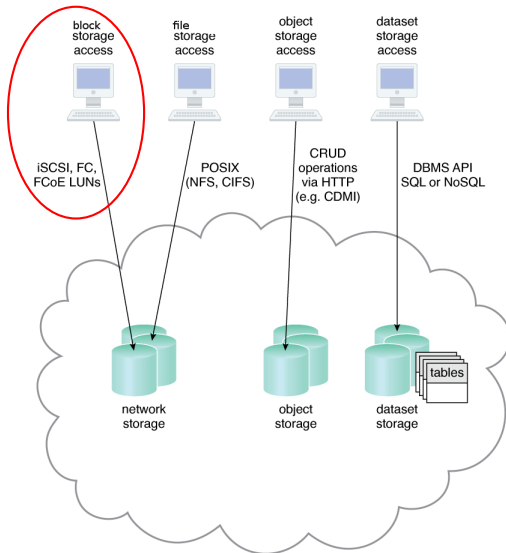 block
storage
access
file
storage
access
object
storage
access
dataset
storage
access
iSCSI, FC,
FCoE LUNs
POSIX
(NFS, CIFS)
CRUD
operations
via HTTP
(e.g. CDMI)
DBMS API
SQL or NoSQL
tables
network
storage
object
storage
dataset
storage